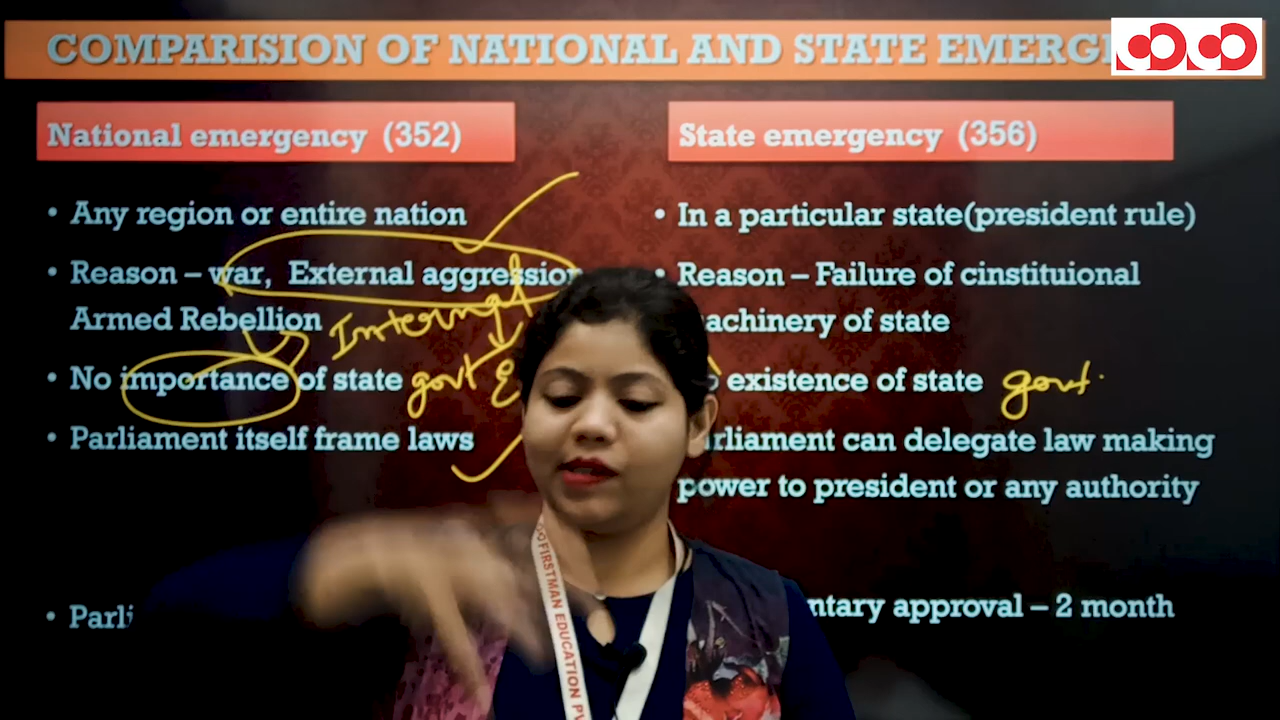 COMPARISION OF NATIONAL AND STATE EMERG
National emergency (352)
• Any region or entire nation
• Reason – war, External aggression
Armed Rebellion
Internal
• No importance of state govt &
• Parliament itself frame laws
• Parli
State emergency (356)
• In a particular state(president rule)
• Reason – Failure of cinstituional
achinery of state
existence of state govt.
rliament can delegate law making
power to president or any authority
ntary approval – 2 month
FIRSTMAN EDUCATION PV